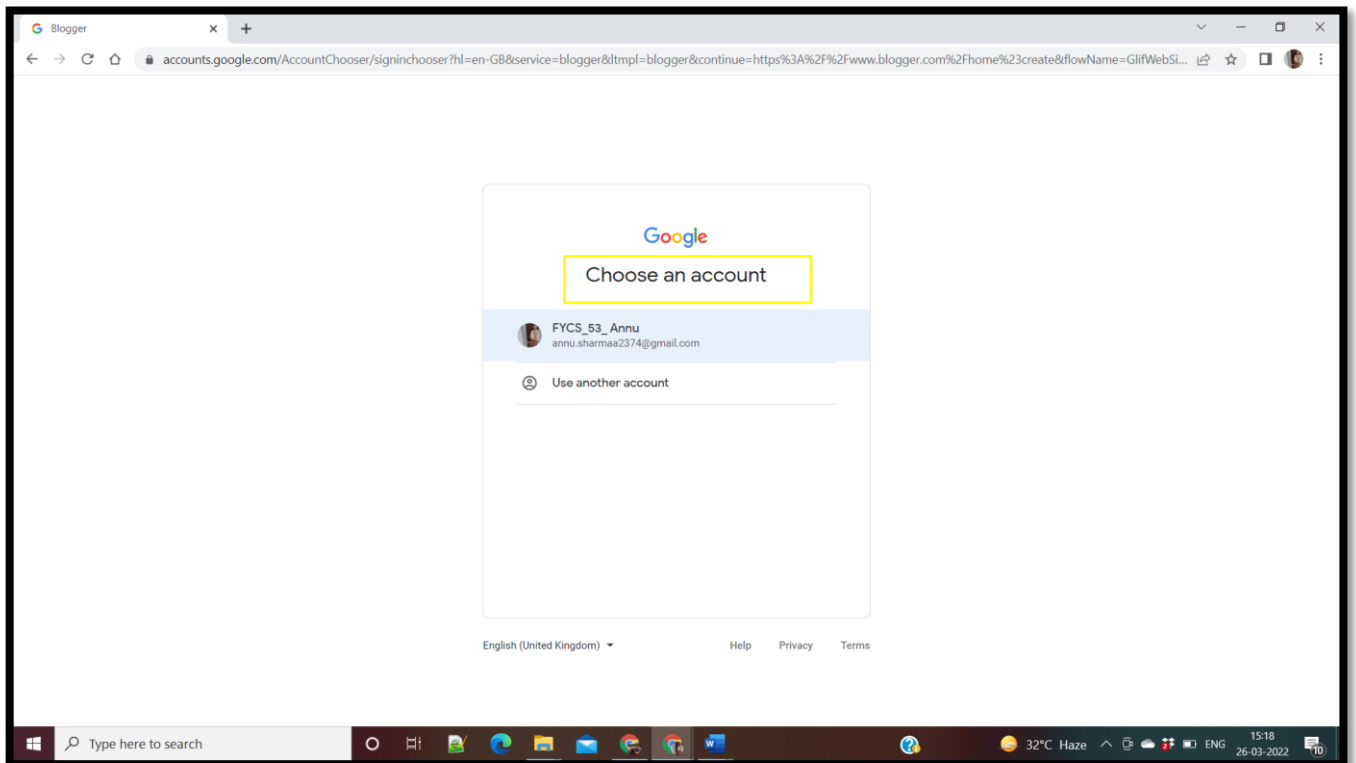 Blogger
accounts.google.com/AccountChooser/signinchooser?hl=en-GB&service=blogger&ltmpl=blogger&continue=https%3A%2F%2Fwww.blogger.com%2Fhome%23create&flowName=GlifWebSi...
Google
Choose an account
FYCS_53_ Annu
annu.sharmaa2374@gmail.com
Use another account
English (United Kingdom) Help Privacy Terms
Type here to search
32°C Haze ENG
15:18
26-03-2022
10